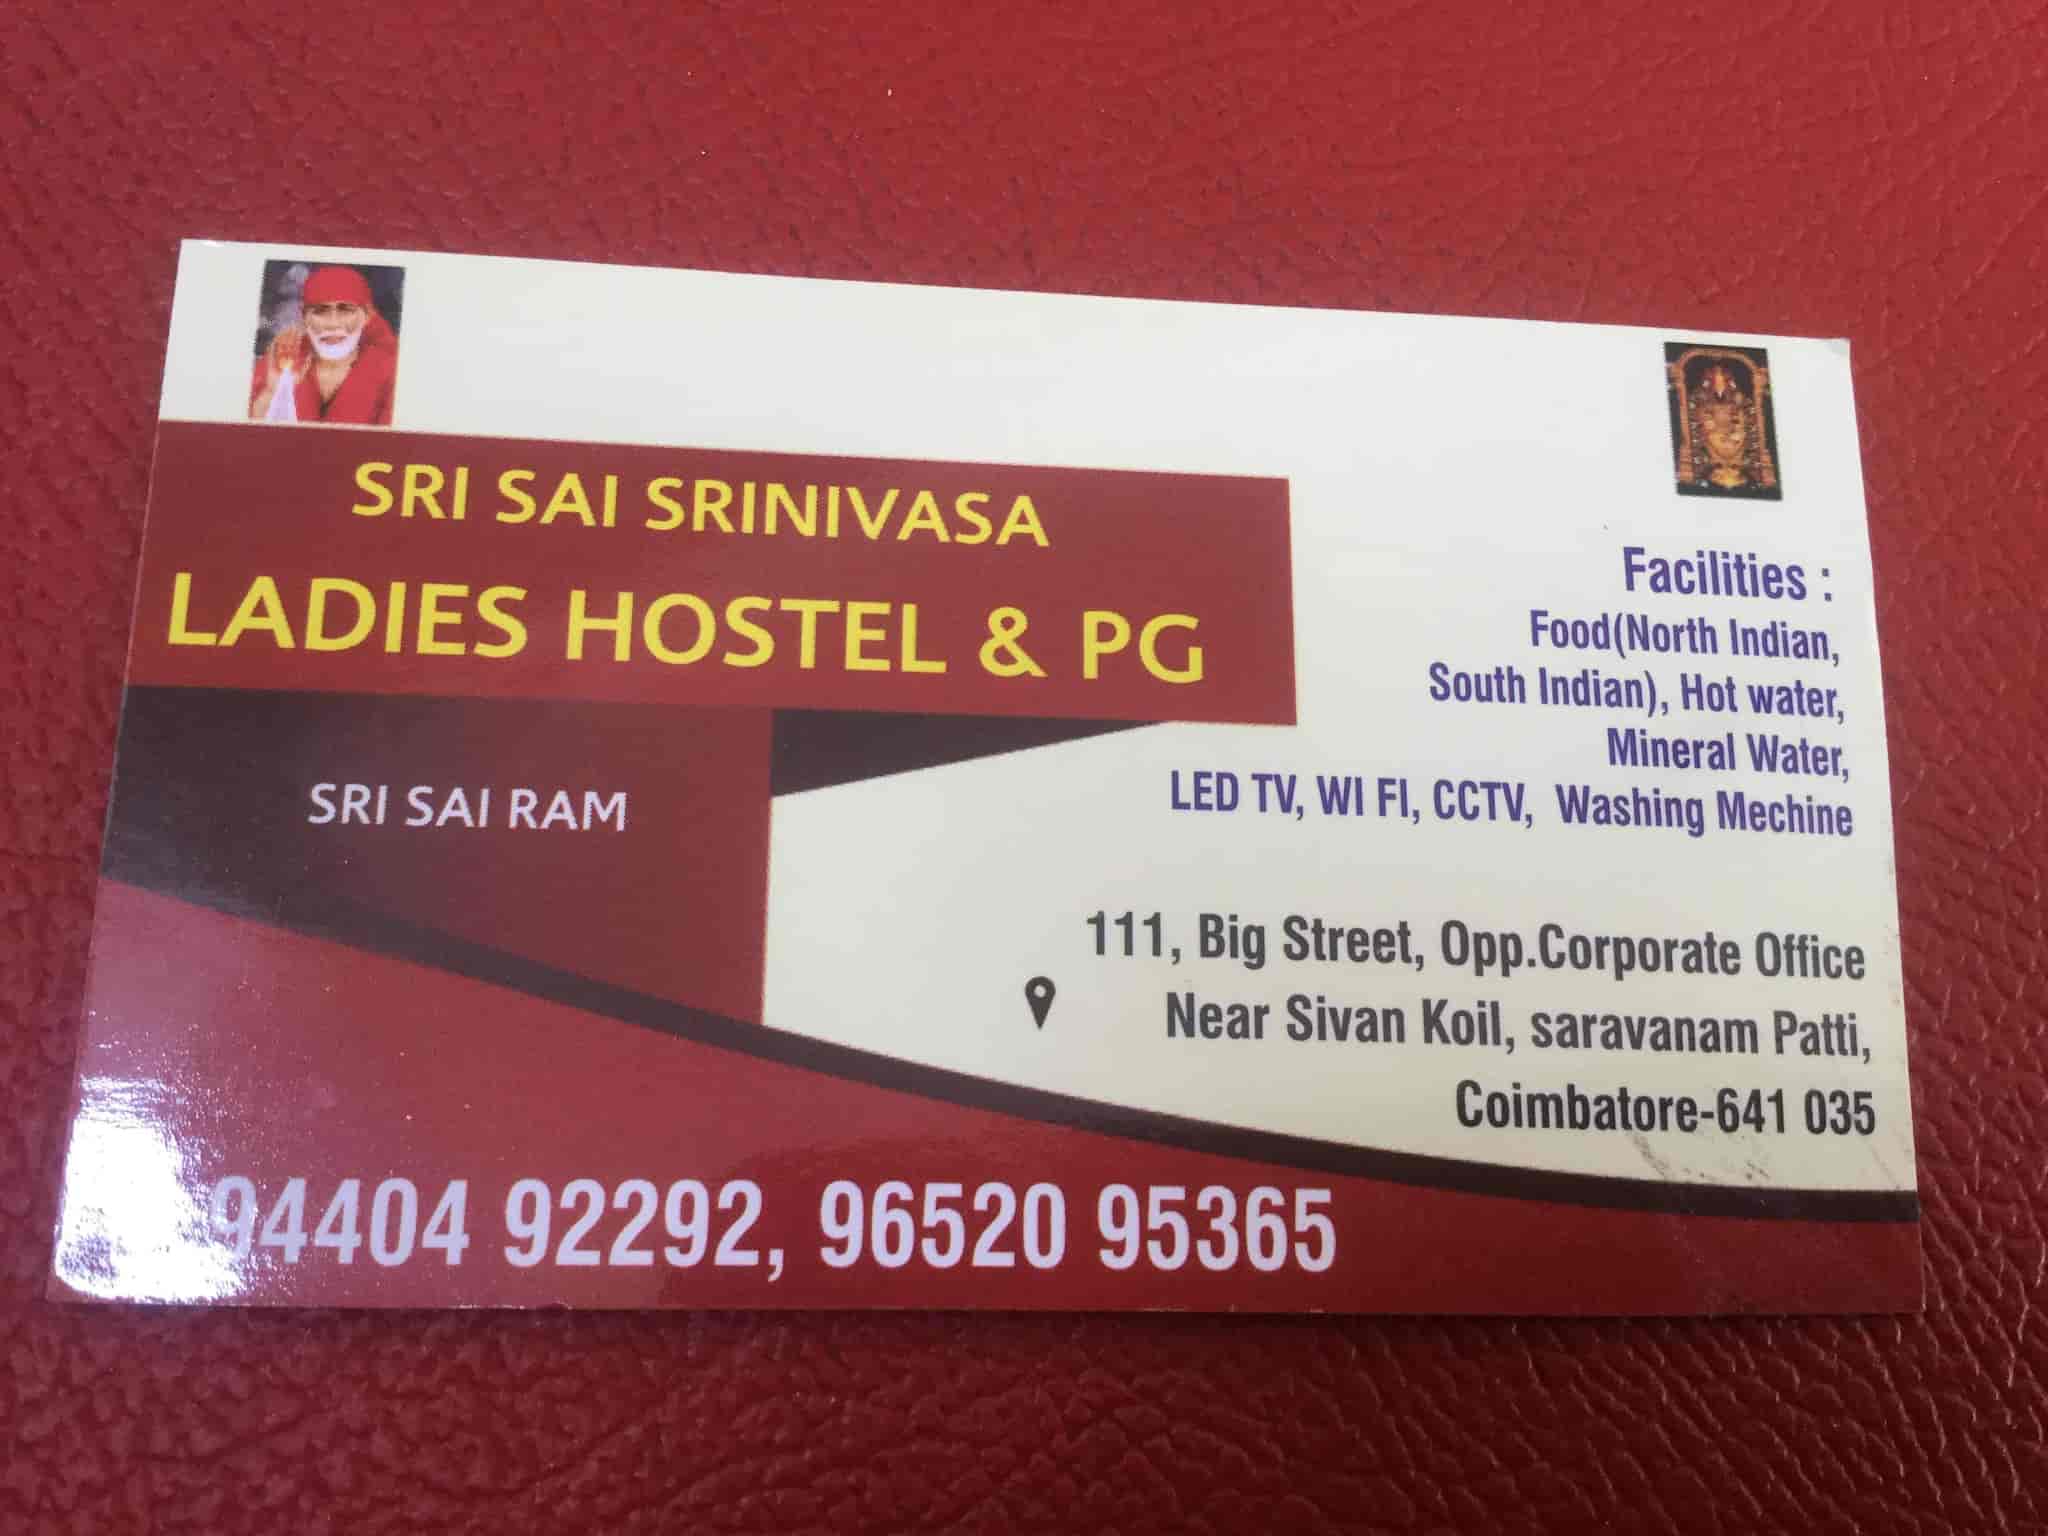 SRI SAI SRINIVASA
LADIES HOSTEL & PG
SRI SAI RAM
Facilities :
Food(North Indian,
South Indian), Hot water,
Mineral Water,
LED TV, WI FI, CCTV, Washing Mechine
111, Big Street, Opp.Corporate Office
Near Sivan Koil, saravanam Patti,
Coimbatore-641 035
94404 92292, 96520 95365